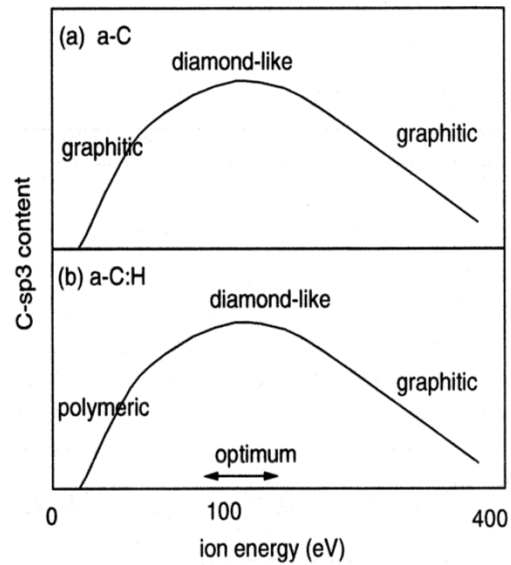 (a) a-C
diamond-like
graphitic
graphitic
C-sp3 content
(b) a-C:H
diamond-like
graphitic
polymeric
optimum
0
100
400
ion energy (eV)